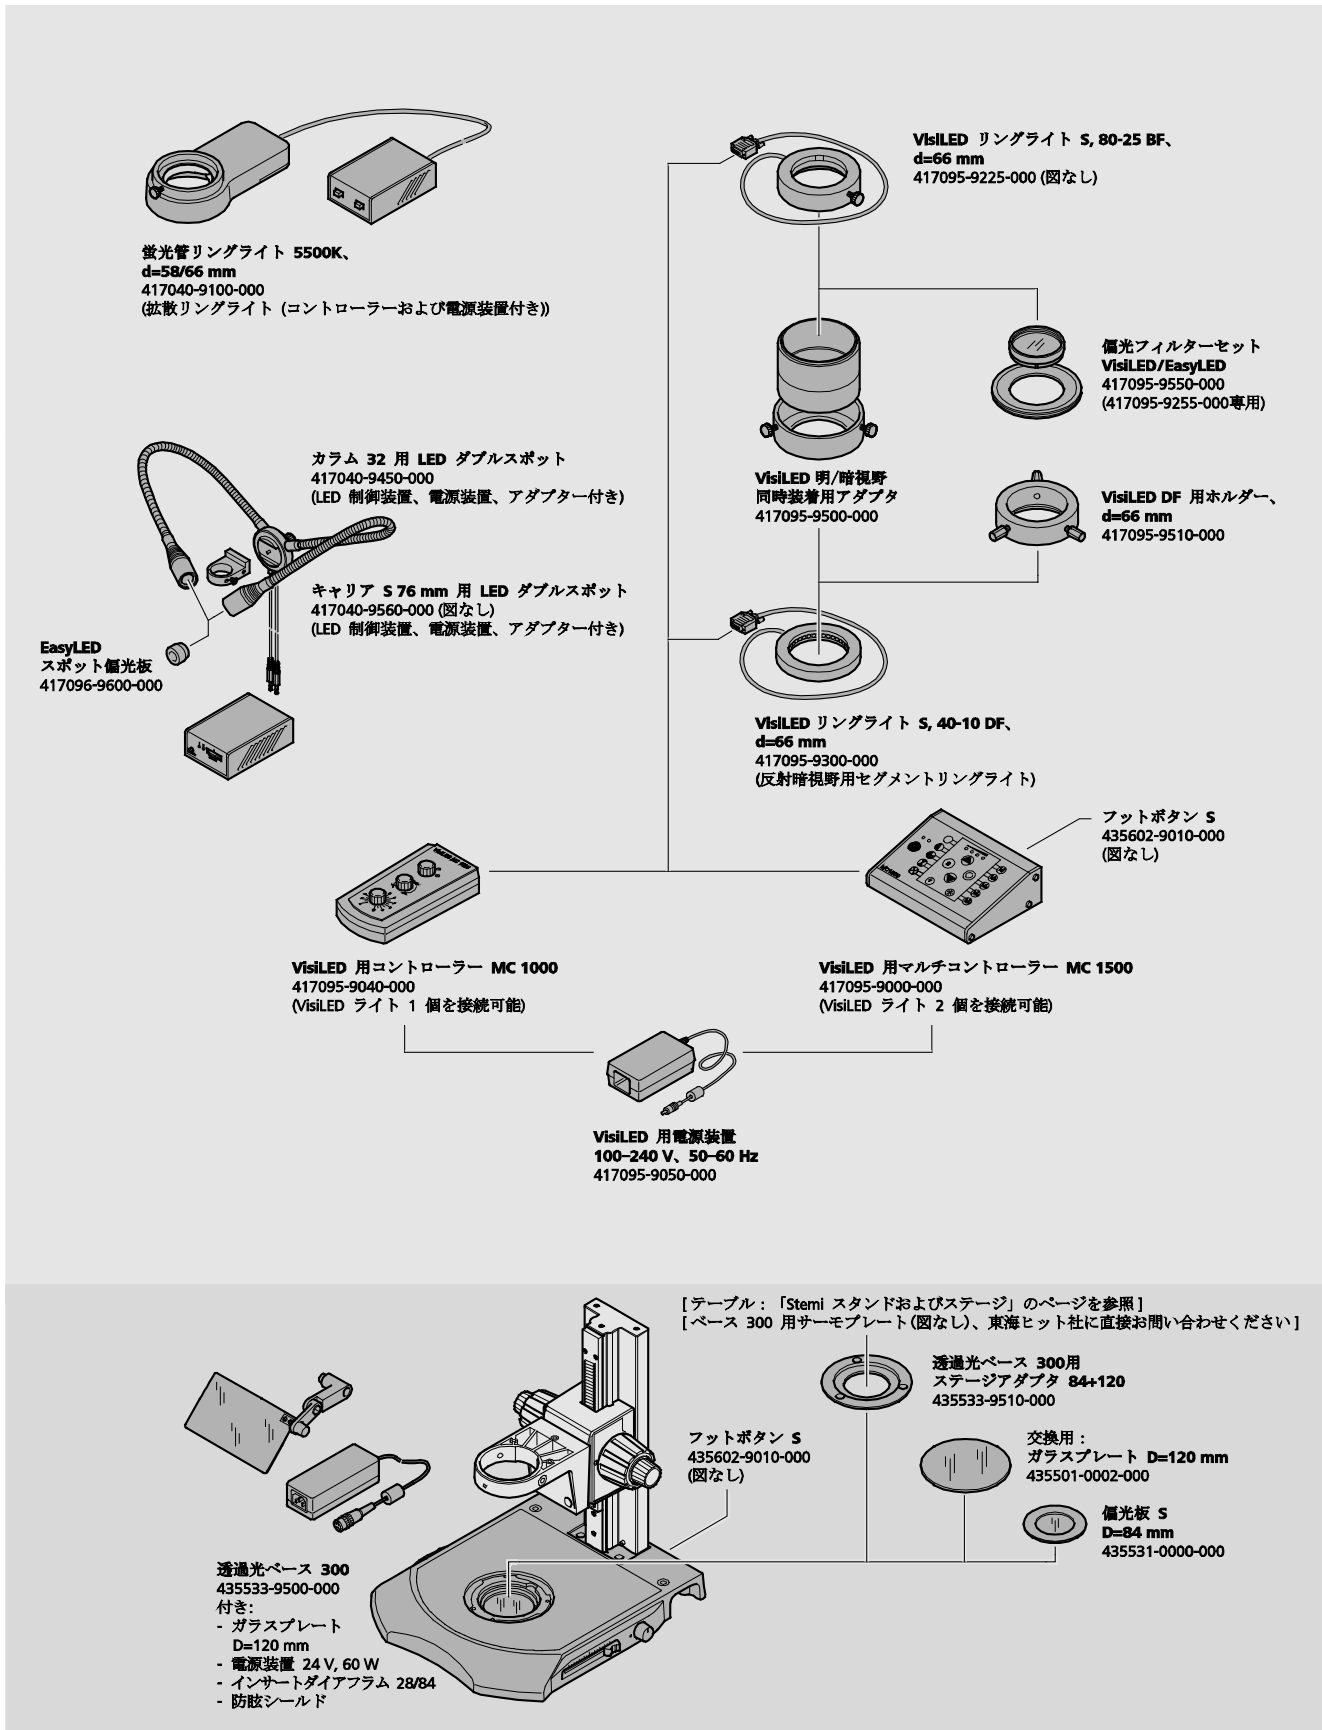 VisiLED リングライト S, 80-25 BF、
d=66 mm
417095-9225-000 (図なし)
蛍光管リングライト 5500K、
d=58/66 mm
417040-9100-000
(拡散リングライト (コントローラーおよび電源装置付き))
偏光フィルターセット
VisiLED/EasyLED
417095-9550-000
(417095-9255-000専用)
カラム 32 用 LED ダブルスポット
417040-9450-000
(LED 制御装置、電源装置、アダプター付き)
VisiLED 明/暗視野
同時装着用アダプタ
417095-9500-000
VisiLED DF 用ホルダー、
d=66 mm
417095-9510-000
キャリア S 76 mm 用 LED ダブルスポット
417040-9560-000 (図なし)
(LED 制御装置、電源装置、アダプター付き)
EasyLED
スポット偏光板
417096-9600-000
VisiLED リングライト S, 40-10 DF、
d=66 mm
417095-9300-000
(反射暗視野用セグメントリングライト)
フットボタン S
435602-9010-000
(図なし)
VisiLED 用コントローラー MC 1000
417095-9040-000
(VisiLED ライト 1 個を接続可能)
VisiLED 用マルチコントローラー MC 1500
417095-9000-000
(VisiLED ライト 2 個を接続可能)
VisiLED 用電源装置
100–240 V、50–60 Hz
417095-9050-000
[ テーブル : 「Stemi スタンドおよびステージ」のページを参照 ]
[ ベース 300 用サーモプレート(図なし)、東海ヒット社に直接お問い合わせください ]
透過光ベース 300用
ステージアダプタ 84+120
435533-9510-000
フットボタン S
435602-9010-000
(図なし)
交換用 :
ガラスプレート D=120 mm
435501-0002-000
偏光板 S
D=84 mm
435531-0000-000
透過光ベース 300
435533-9500-000
付き:
- ガラスプレート
D=120 mm
- 電源装置 24 V, 60 W
- インサートダイアフラム 28/84
- 防眩シールド